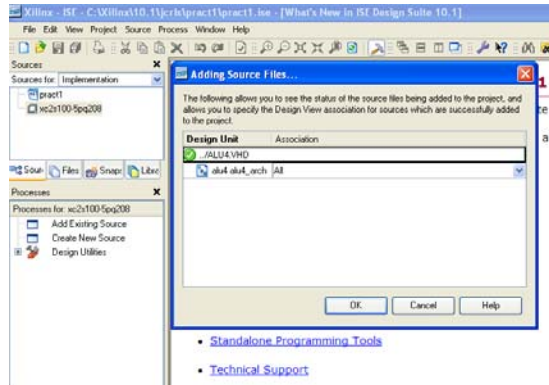 Xilinx - ISE - C:\Xilinx\10.1\jcrls\pract1\pract1.ise - [What's New in ISE Design Suite 10.1]
File Edit View Project Source Process Window Help
Sources
Sources for: Implementation
pract1
xc2s100-5pq208
Sour Files Snaps Libra
Processes
Processes for: xc2s100-5pq208
Add Existing Source
Create New Source
Design Utilities
Adding Source Files...
The following allows you to see the status of the source files being added to the project, and
allows you to specify the Design View association for sources which are successfully added
to the project.
Design Unit Association
../ALU4.VHD
alu4 alu4_arch All
OK Cancel Help
Standalone Programming Tools
Technical Support